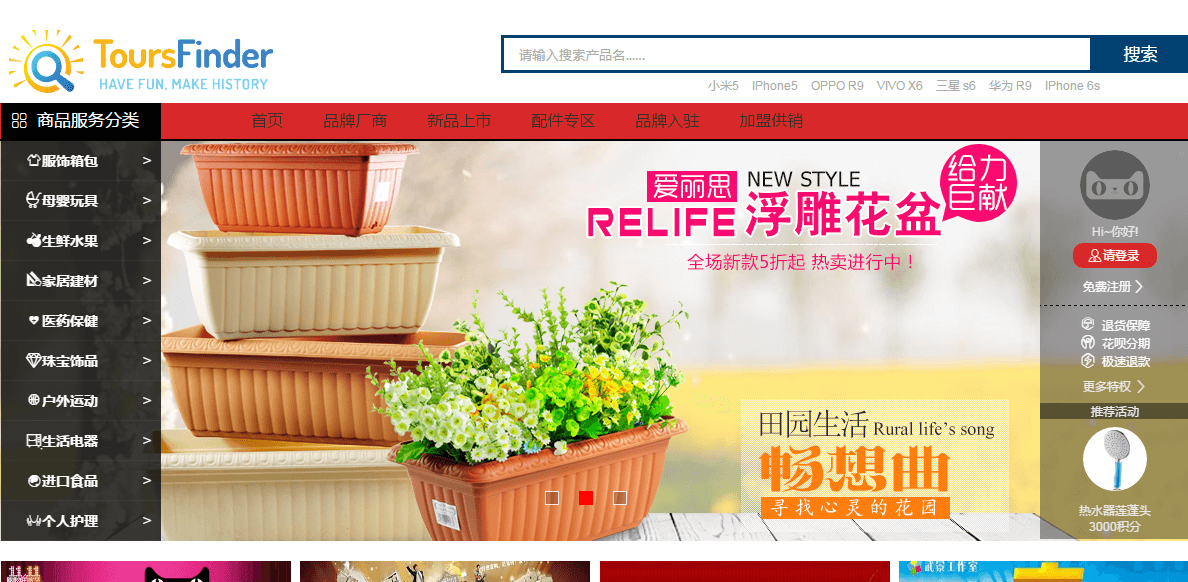 ToursFinder
HAVE FUN, MAKE HISTORY
请输入搜索产品名......
搜索
小米5 IPhone5 OPPO R9 VIVO X6 三星 s6 华为 R9 IPhone 6s
商品服务分类
首页 品牌厂商 新品上市 配件专区 品牌入驻 加盟供销
服饰箱包 >
母婴玩具 >
生鲜水果 >
家居建材 >
医药保健 >
珠宝饰品 >
户外运动 >
生活电器 >
进口食品 >
个人护理 >
爱丽思 NEW STYLE
RELIFE 浮雕花盆
给力
巨献
全场新款5折起 热卖进行中！
田园生活 Rural life's song
畅想曲
寻找心灵的花园
Hi~你好!
请登录
免费注册
退货保障
花呗分期
极速退款
更多特权
推荐活动
热水器莲蓬头
3000积分
武京工作室